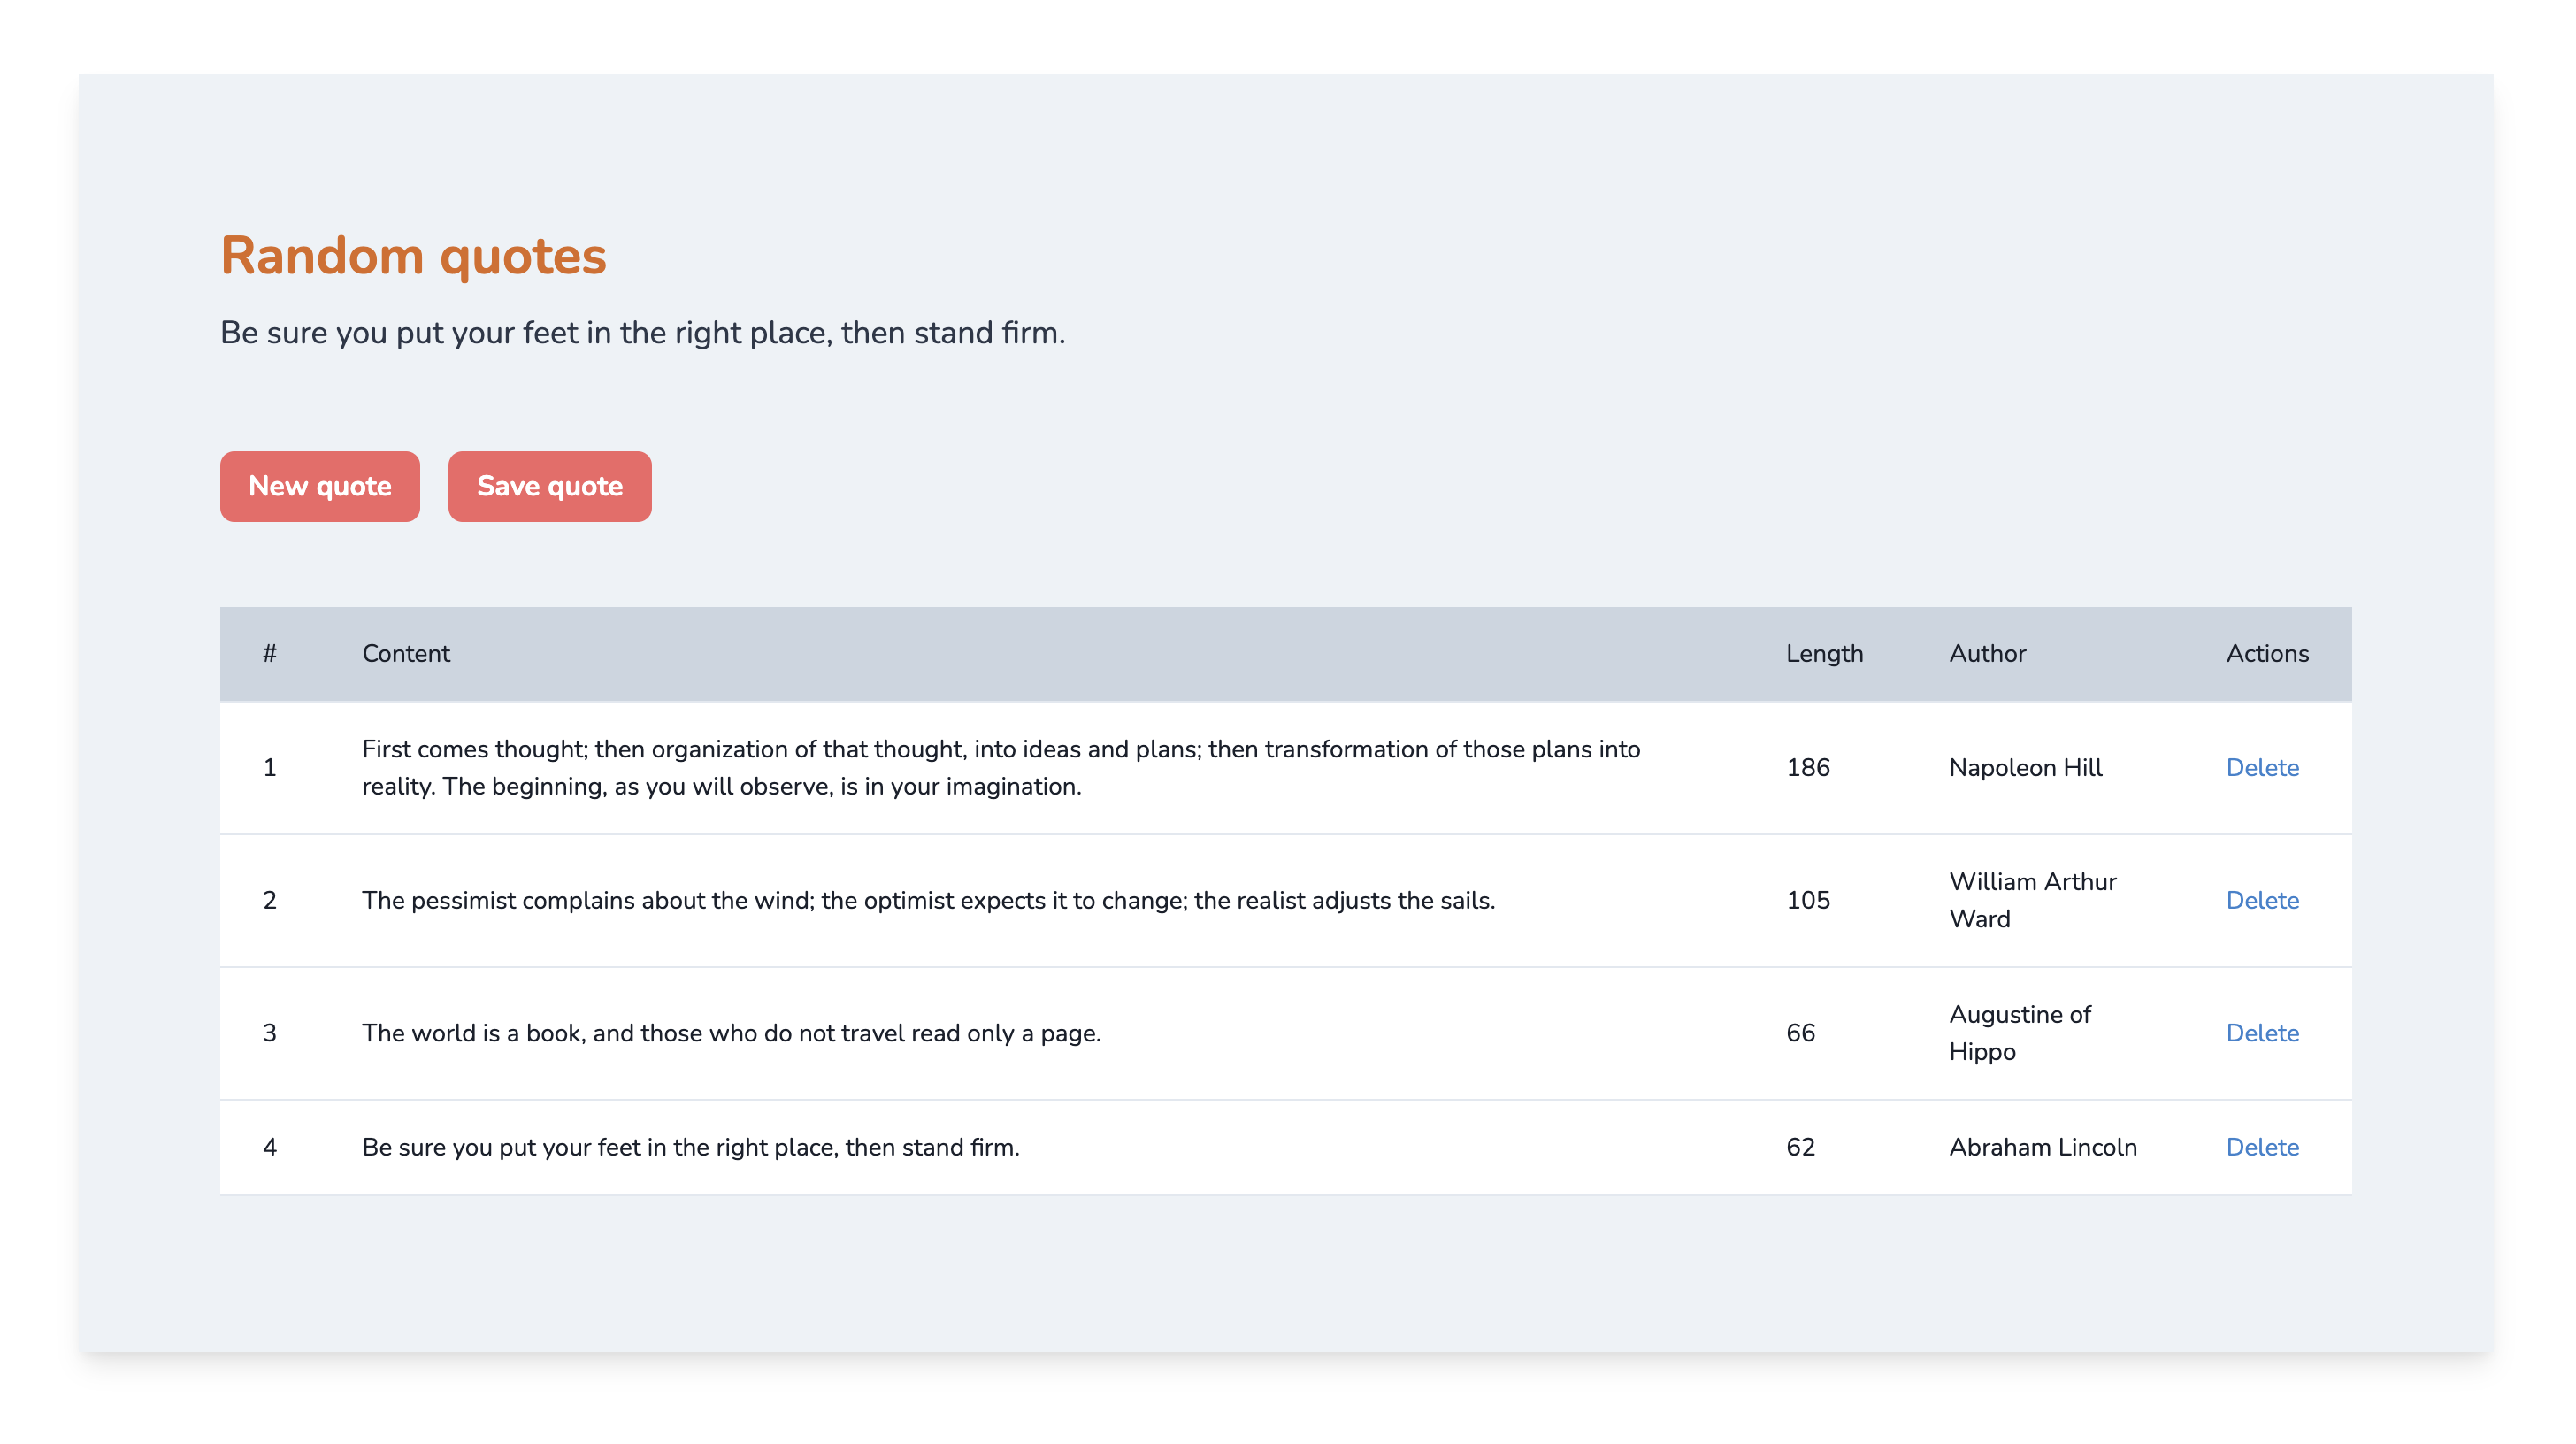 Random quotes
Be sure you put your feet in the right place, then stand firm.
New quote Save quote
# Content Length Author Actions
1 First comes thought; then organization of that thought, into ideas and plans; then transformation of those plans into
reality. The beginning, as you will observe, is in your imagination. 186 Napoleon Hill Delete
2 The pessimist complains about the wind; the optimist expects it to change; the realist adjusts the sails. 105 William Arthur
Ward Delete
3 The world is a book, and those who do not travel read only a page. 66 Augustine of
Hippo Delete
4 Be sure you put your feet in the right place, then stand firm. 62 Abraham Lincoln Delete